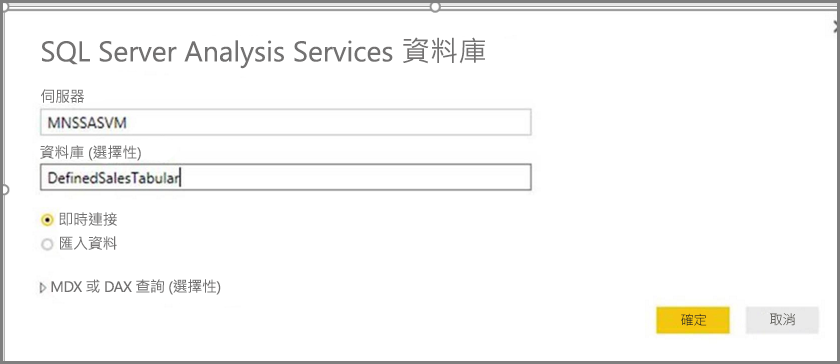 SQL Server Analysis Services 資料庫
伺服器
MNSSASVM
資料庫 (選擇性)
DefinedSalesTabular
即時連接
匯入資料
MDX 或 DAX 查詢 (選擇性)
確定 取消